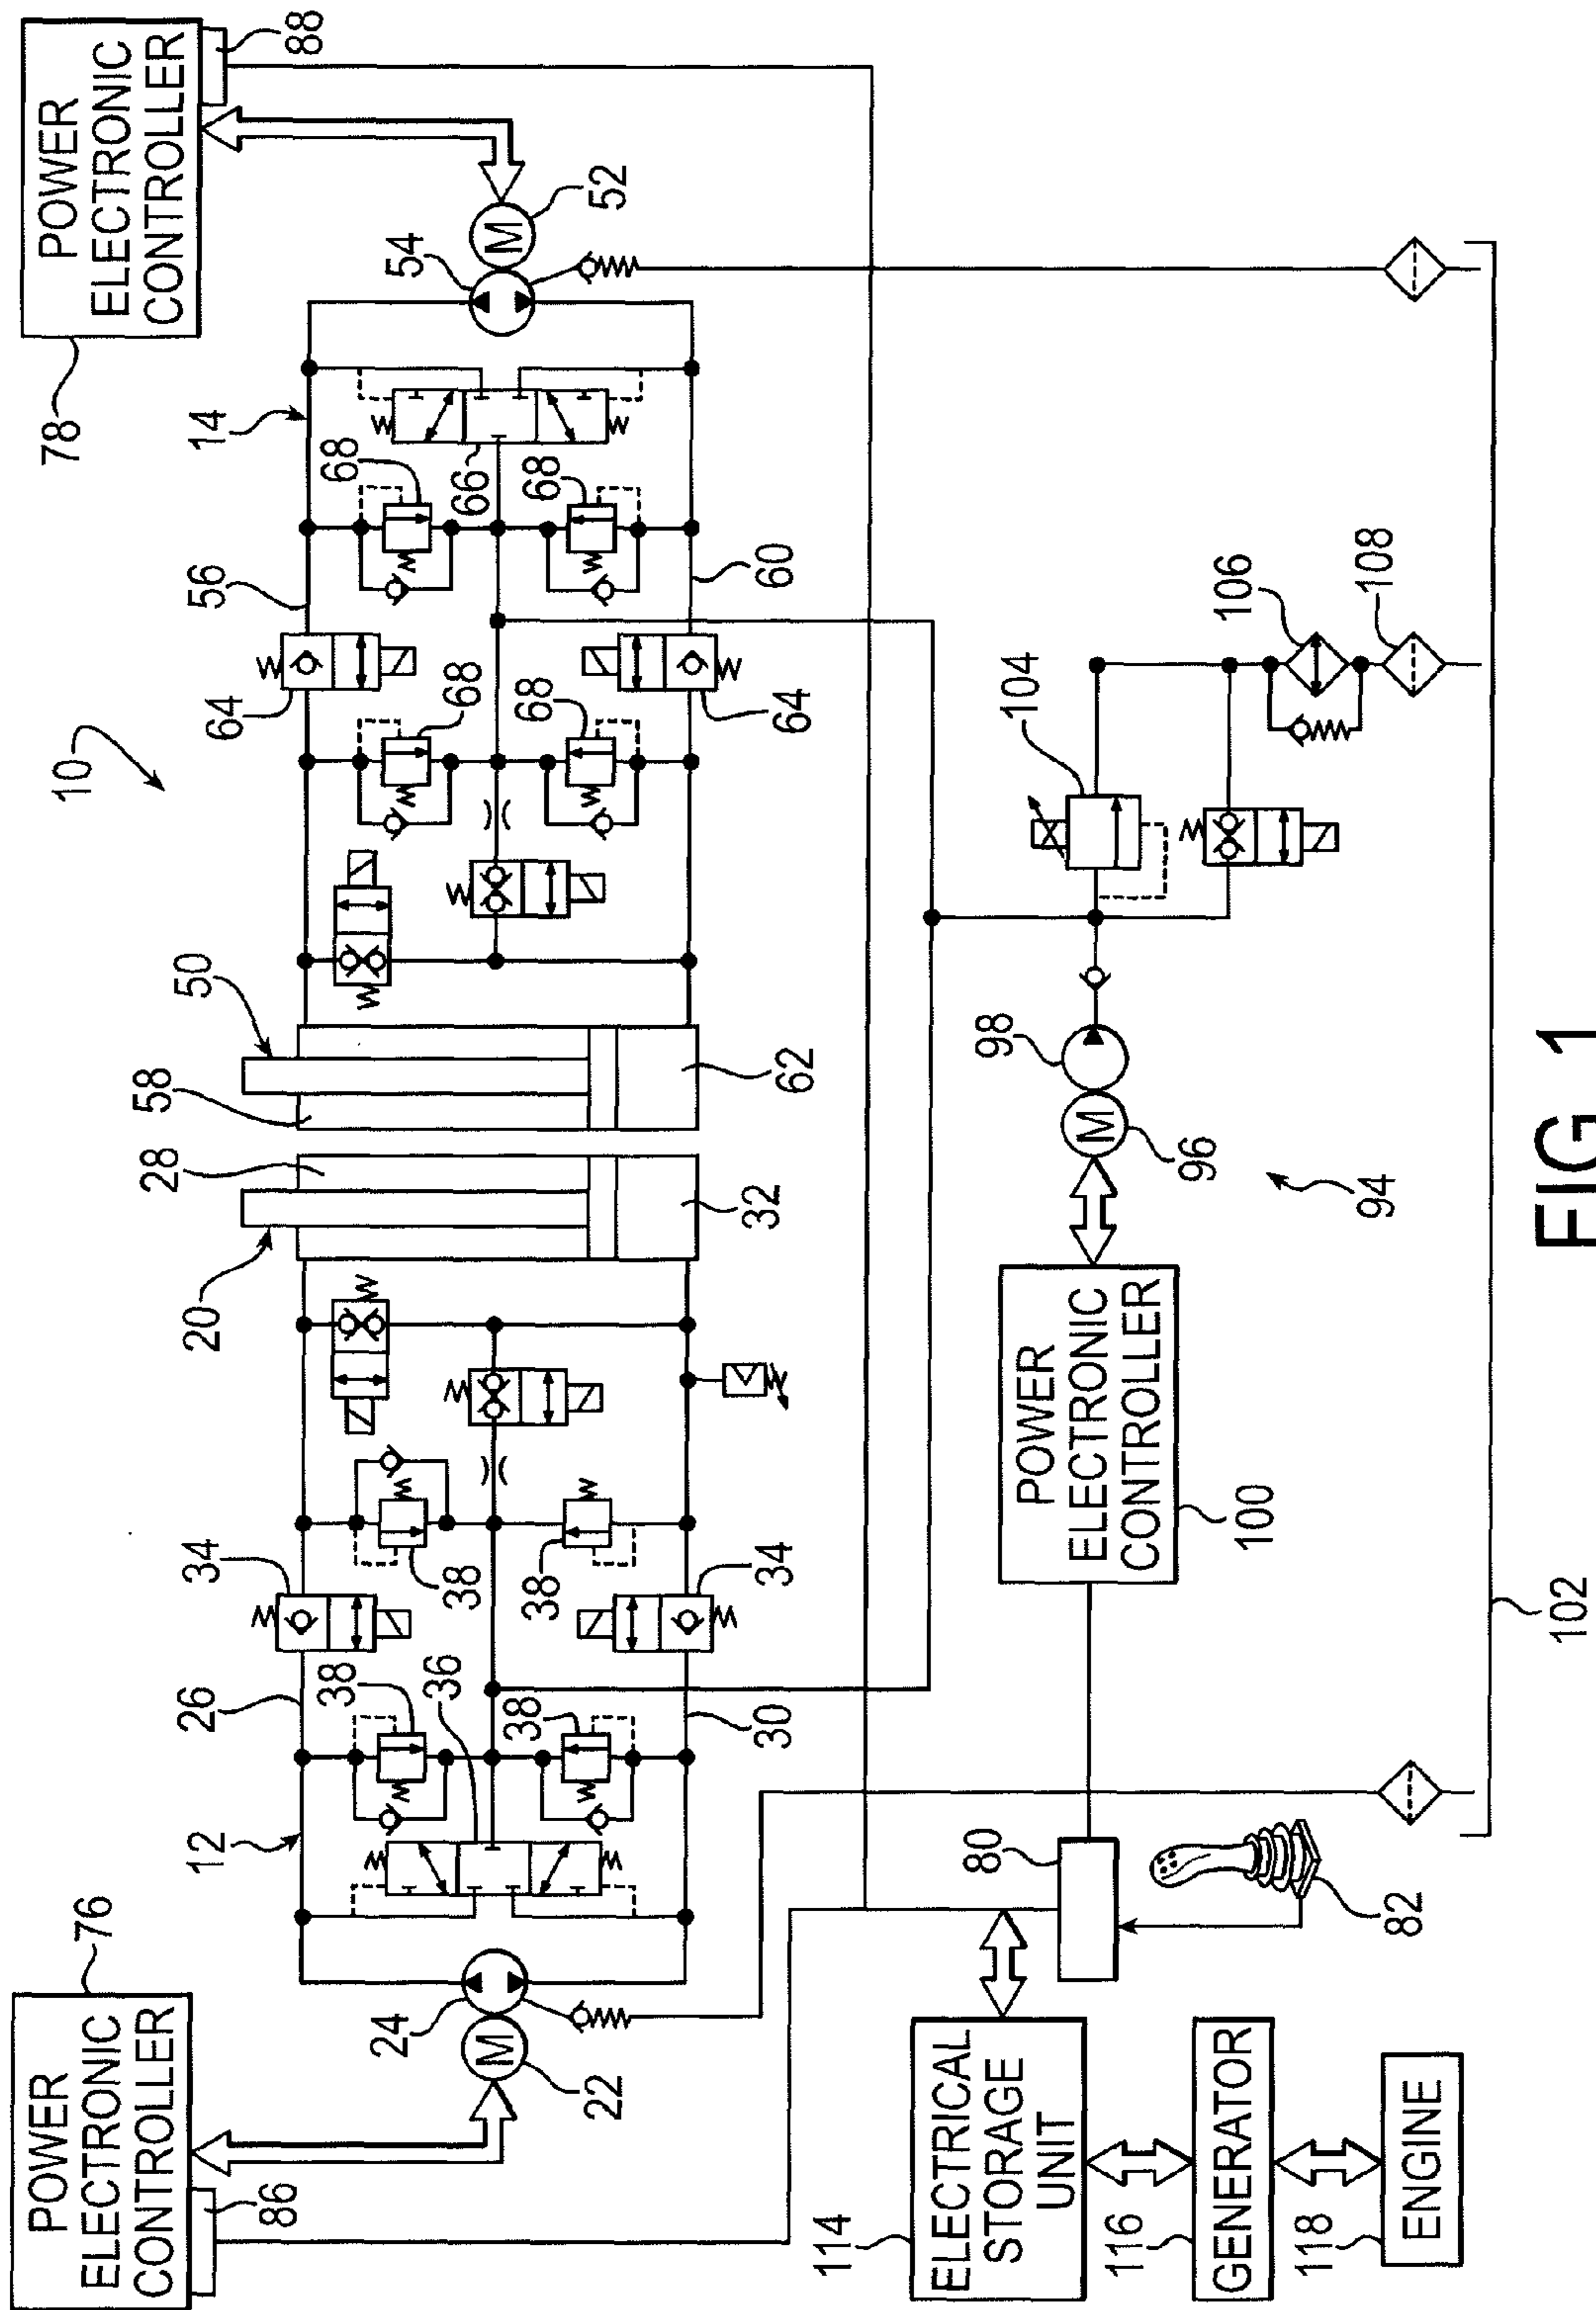 POWER
ELECTRONIC
CONTROLLER
76
86
12
26
34
20
28
58
50
10
64
56
14
78
POWER
ELECTRONIC
CONTROLLER
88
24
M
22
38
36
38
38
38
68
68
68
68
66
54
M
52
30
34
32
62
64
60
114
ELECTRICAL
STORAGE
UNIT
116
GENERATOR
118
ENGINE
80
82
POWER
ELECTRONIC
CONTROLLER
100
M
96
98
94
104
106
108
102
FIG 1